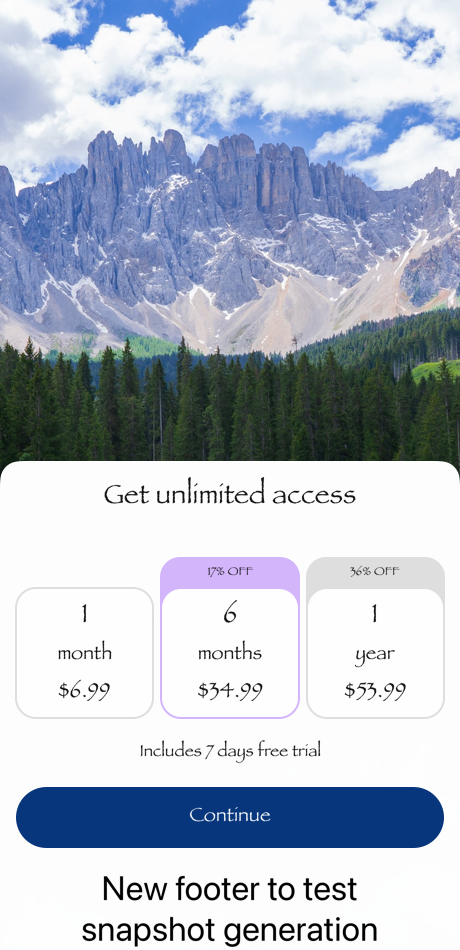 Get unlimited access
17% OFF
36% OFF
1
month
$6.99
6
months
$34.99
1
year
$53.99
Includes 7 days free trial
Continue
New footer to test
snapshot generation